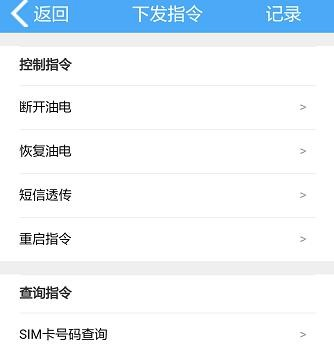 返回 下发指令 记录
控制指令
断开油电 >
恢复油电 >
短信透传 >
重启指令 >
查询指令
SIM卡号码查询 >